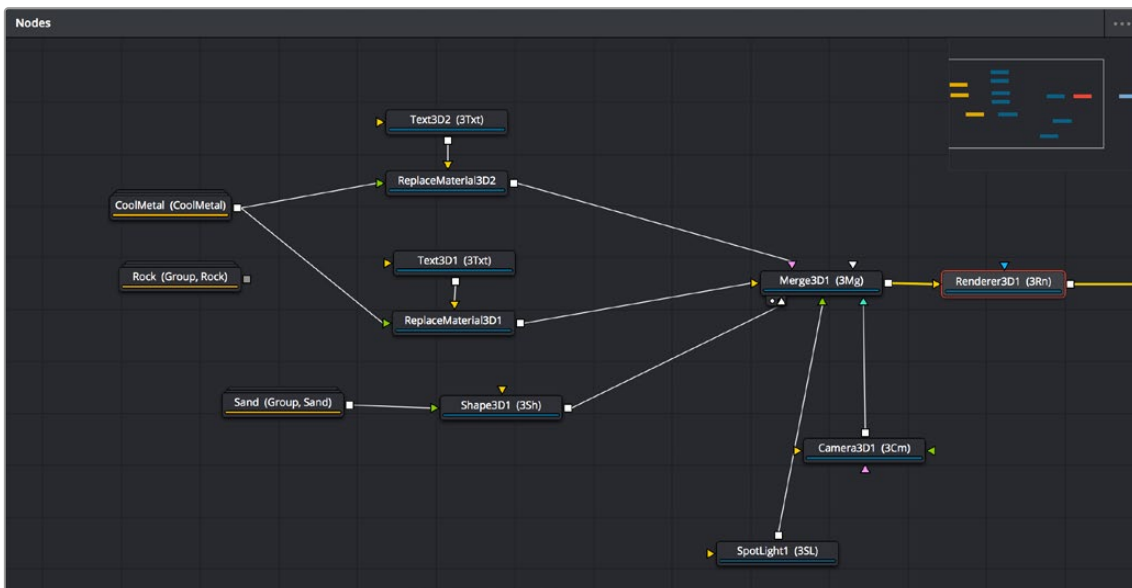 Nodes
Text3D2 (3Txt)
ReplaceMaterial3D2
CoolMetal (CoolMetal)
Text3D1 (3Txt)
Rock (Group, Rock)
Merge3D1 (3Mg)
Renderer3D1 (3Rn)
ReplaceMaterial3D1
Sand (Group, Sand)
Shape3D1 (3Sh)
Camera3D1 (3Cm)
SpotLight1 (3SL)